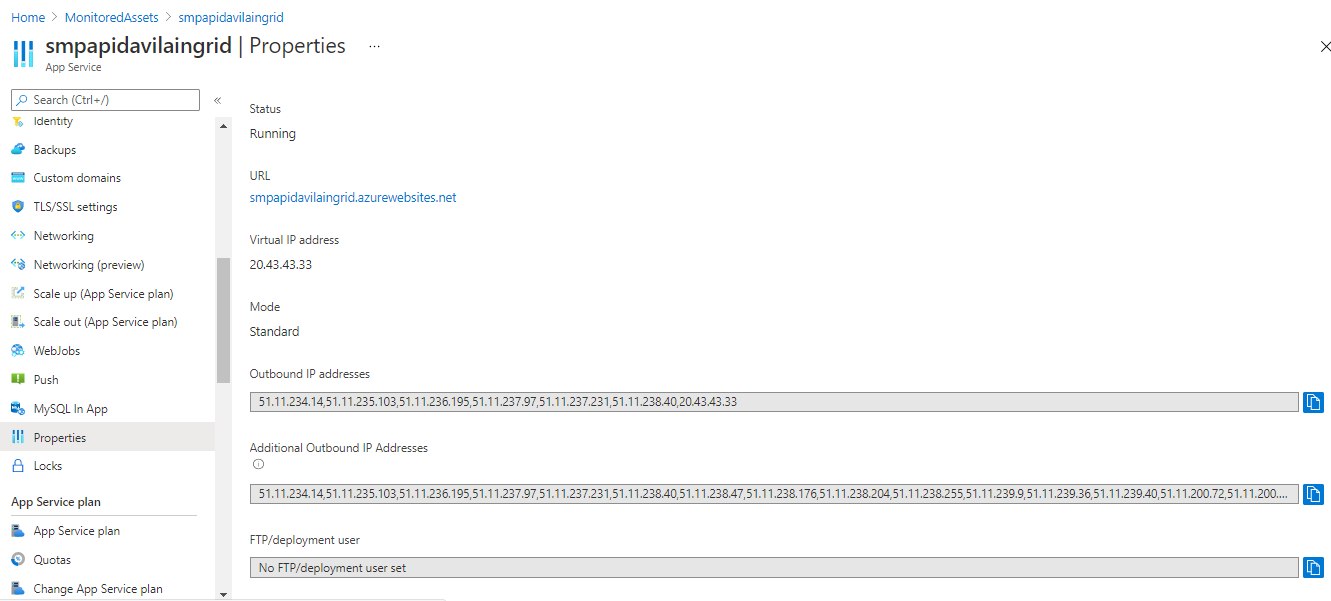 Home > MonitoredAssets > smpapidavilaingrid
smpapidavilaingrid | Properties ...
App Service
Search (Ctrl+/)
«
Identity
Backups
Custom domains
TLS/SSL settings
Networking
Networking (preview)
Scale up (App Service plan)
Scale out (App Service plan)
WebJobs
Push
MySQL In App
Properties
Locks
App Service plan
App Service plan
Quotas
Change App Service plan
Status
Running
URL
smpapidavilaingrid.azurewebsites.net
Virtual IP address
20.43.43.33
Mode
Standard
Outbound IP addresses
51.11.234.14,51.11.235.103,51.11.236.195,51.11.237.97,51.11.237.231,51.11.238.40,20.43.43.33
Additional Outbound IP Addresses
51.11.234.14,51.11.235.103,51.11.236.195,51.11.237.97,51.11.237.231,51.11.238.40,51.11.238.47,51.11.238.176,51.11.238.204,51.11.238.255,51.11.239.9,51.11.239.36,51.11.239.40,51.11.200.72,51.11.200....
FTP/deployment user
No FTP/deployment user set